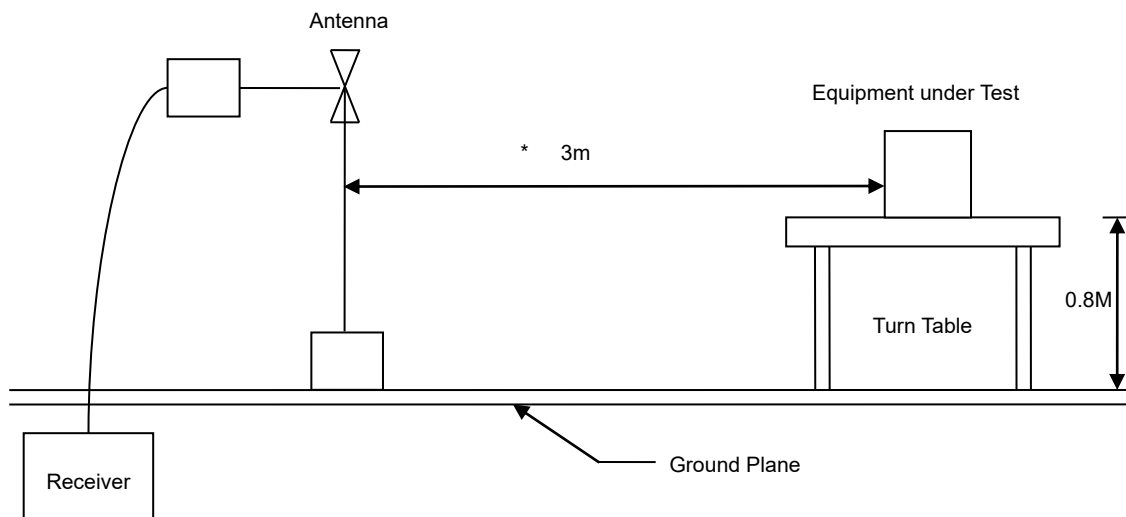 Antenna
Equipment under Test
* 3m
0.8M
Turn Table
Ground Plane
Receiver